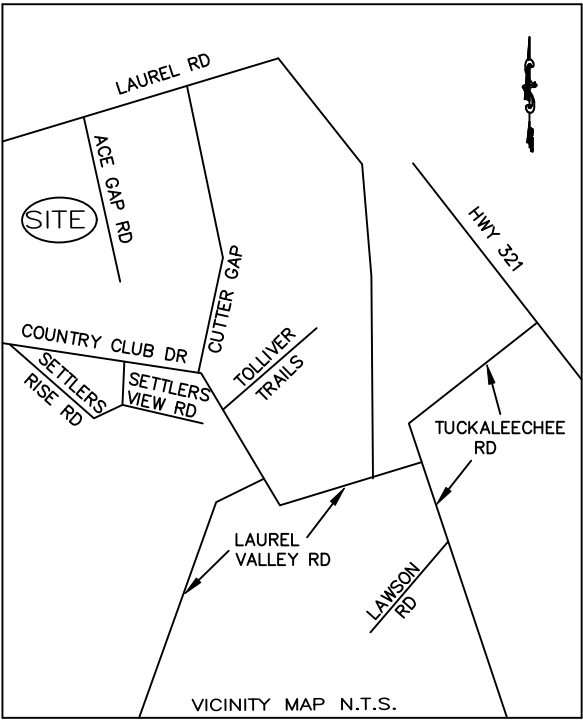 LAUREL RD
ACE GAP RD
SITE
HWY 321
CUTTER GAP
COUNTRY CLUB DR
TOLLIVER
TRAILS
SETTLERS
RISE RD
SETTLERS
VIEW RD
TUCKALEECHEE
RD
LAUREL
VALLEY RD
LAWSON
RD
VICINITY MAP N.T.S.